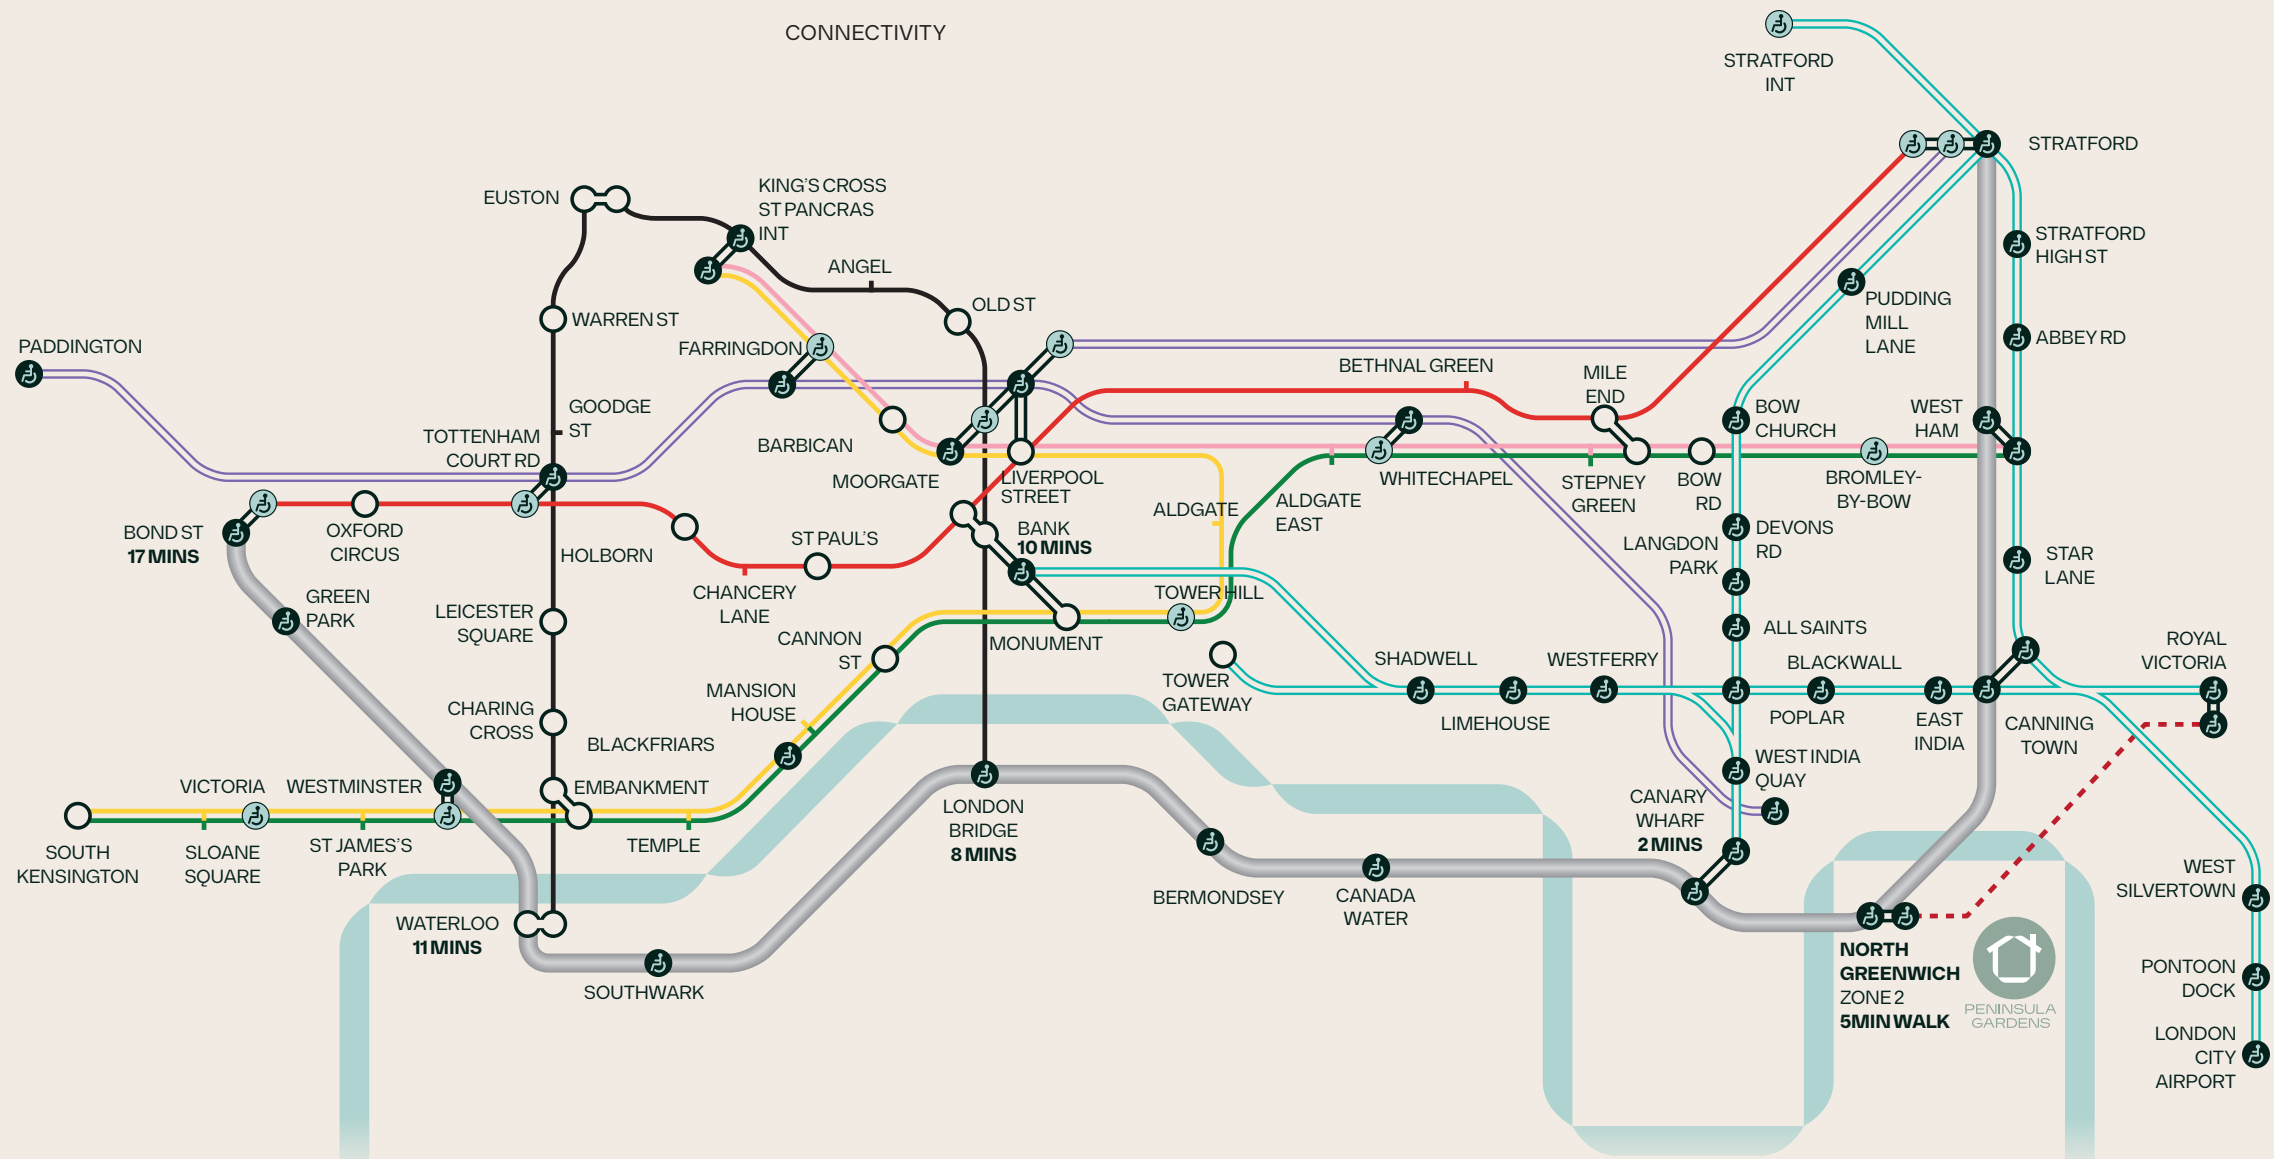 CONNECTIVITY
STRATFORD
INT
STRATFORD
EUSTON
KING'S CROSS
ST PANCRAS
INT
ANGEL
OLD ST
STRATFORD
HIGH ST
PUDDING
MILL
LANE
WARREN ST
FARRINGDON
PADDINGTON
ABBEY RD
BETHNAL GREEN
MILE
END
GOODGE
ST
BOW
CHURCH
WEST
HAM
TOTTENHAM
COURT RD
BARBICAN
MOORGATE
LIVERPOOL
STREET
WHITECHAPEL
STEPNEY
GREEN
BOW
RD
BROMLEY-
BY-BOW
BOND ST
17 MINS
OXFORD
CIRCUS
HOLBORN
ST PAUL'S
BANK
10 MINS
ALDGATE
ALDGATE
EAST
LANGDON
PARK
DEVONS
RD
STAR
LANE
CHANCERY
LANE
TOWER HILL
GREEN
PARK
LEICESTER
SQUARE
CANNON
ST
MONUMENT
ALL SAINTS
SHADWELL
WESTFERRY
BLACKWALL
ROYAL
VICTORIA
TOWER
GATEWAY
MANSION
HOUSE
CHARING
CROSS
LIMEHOUSE
POPLAR
EAST
INDIA
CANNING
TOWN
BLACKFRIARS
WEST INDIA
QUAY
VICTORIA
WESTMINSTER
EMBANKMENT
CANARY
WHARF
2 MINS
LONDON
BRIDGE
8 MINS
SOUTH
KENSINGTON
SLOANE
SQUARE
ST JAMES'S
PARK
TEMPLE
WEST
SILVERTOWN
BERMONDSEY
CANADA
WATER
WATERLOO
11 MINS
NORTH
GREENWICH
ZONE 2
5 MIN WALK
PENINSULA
GARDENS
SOUTHWARK
PONTOON
DOCK
LONDON
CITY
AIRPORT